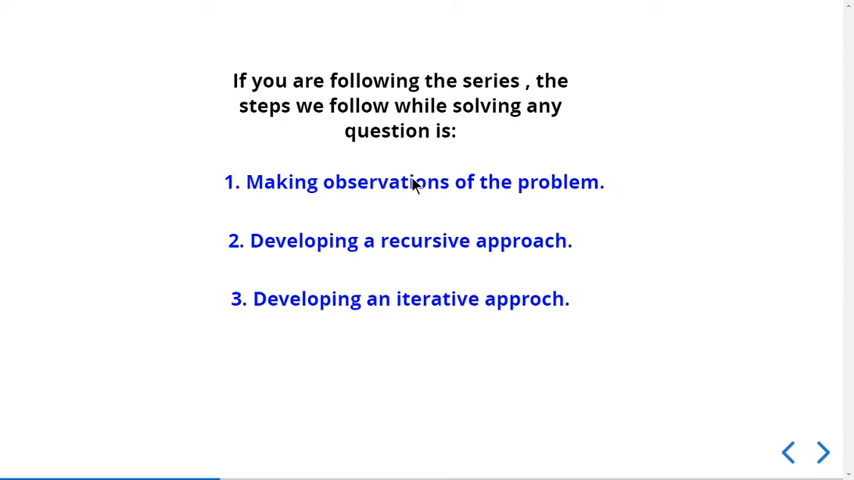 If you are following the series , the
steps we follow while solving any
question is:
1. Making observations of the problem.
2. Developing a recursive approach.
3. Developing an iterative approch.